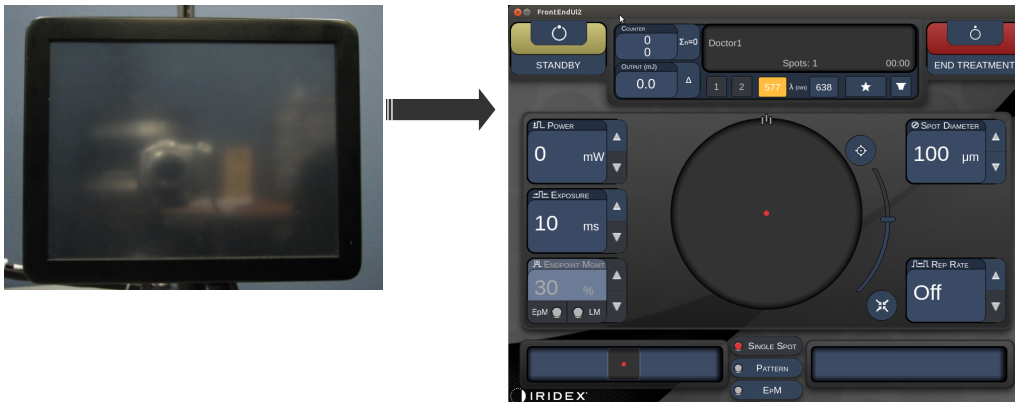 FrontEndUi2
STANDBY
COUNTER
0
0
Σn=0
OUTPUT (mJ)
0.0
Δ
Doctor1
Spots: 1 00:00
1 2 577 λ (nm) 638
END TREATMENT
POWER
0 mW
EXPOSURE
10 ms
ENDPOINT MGMT
30 %
EpM LM
SPOT DIAMETER
100 μm
REP RATE
Off
SINGLE SPOT
PATTERN
EPM
IRIDEX